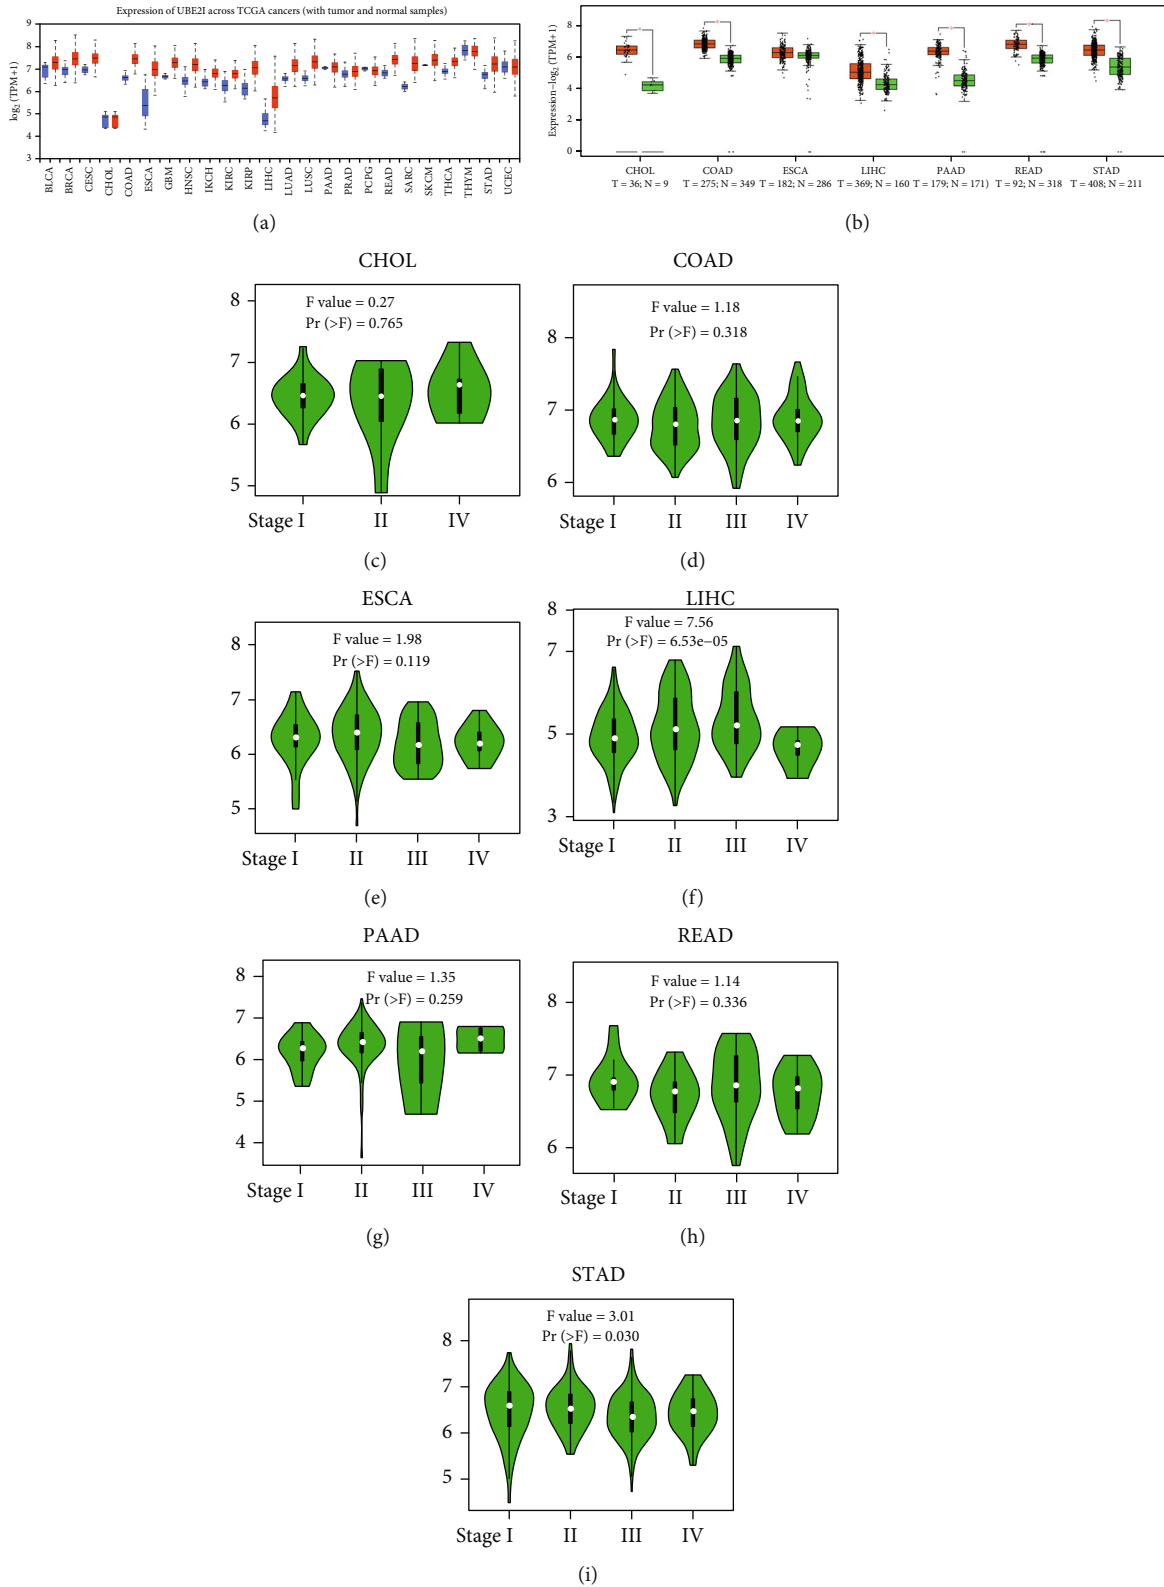 Expression of UBE2I across TCGA cancers (with tumor and normal samples)
log2 (TPM+1)
9
8
7
6
5
4
3
BLCA
BRCA
CESC
CHOL
COAD
ESCA
GBM
HNSC
IKCH
KIRC
KIRP
LIHC
LUAD
LUSC
PAAD
PRAD
PCPG
READ
SARC
SKCM
THCA
THYM
STAD
UCEC
(a)
Expression−log2 (TPM+1)
8
6
4
2
0
CHOL
T = 36; N = 9
COAD
T = 275; N = 349
ESCA
T = 182; N = 286
LIHC
T = 369; N = 160
PAAD
T = 179; N = 171)
READ
T = 92; N = 318
STAD
T = 408; N = 211
(b)
CHOL
F value = 0.27
Pr (>F) = 0.765
8
7
6
5
Stage I II IV
(c)
COAD
F value = 1.18
Pr (>F) = 0.318
8
7
6
Stage I II III IV
(d)
ESCA
F value = 1.98
Pr (>F) = 0.119
8
7
6
5
Stage I II III IV
(e)
LIHC
F value = 7.56
Pr (>F) = 6.53e−05
8
7
5
4
3
Stage I II III IV
(f)
PAAD
F value = 1.35
Pr (>F) = 0.259
8
7
6
5
4
Stage I II III IV
(g)
READ
F value = 1.14
Pr (>F) = 0.336
8
7
6
Stage I II III IV
(h)
STAD
F value = 3.01
Pr (>F) = 0.030
8
7
6
5
Stage I II III IV
(i)